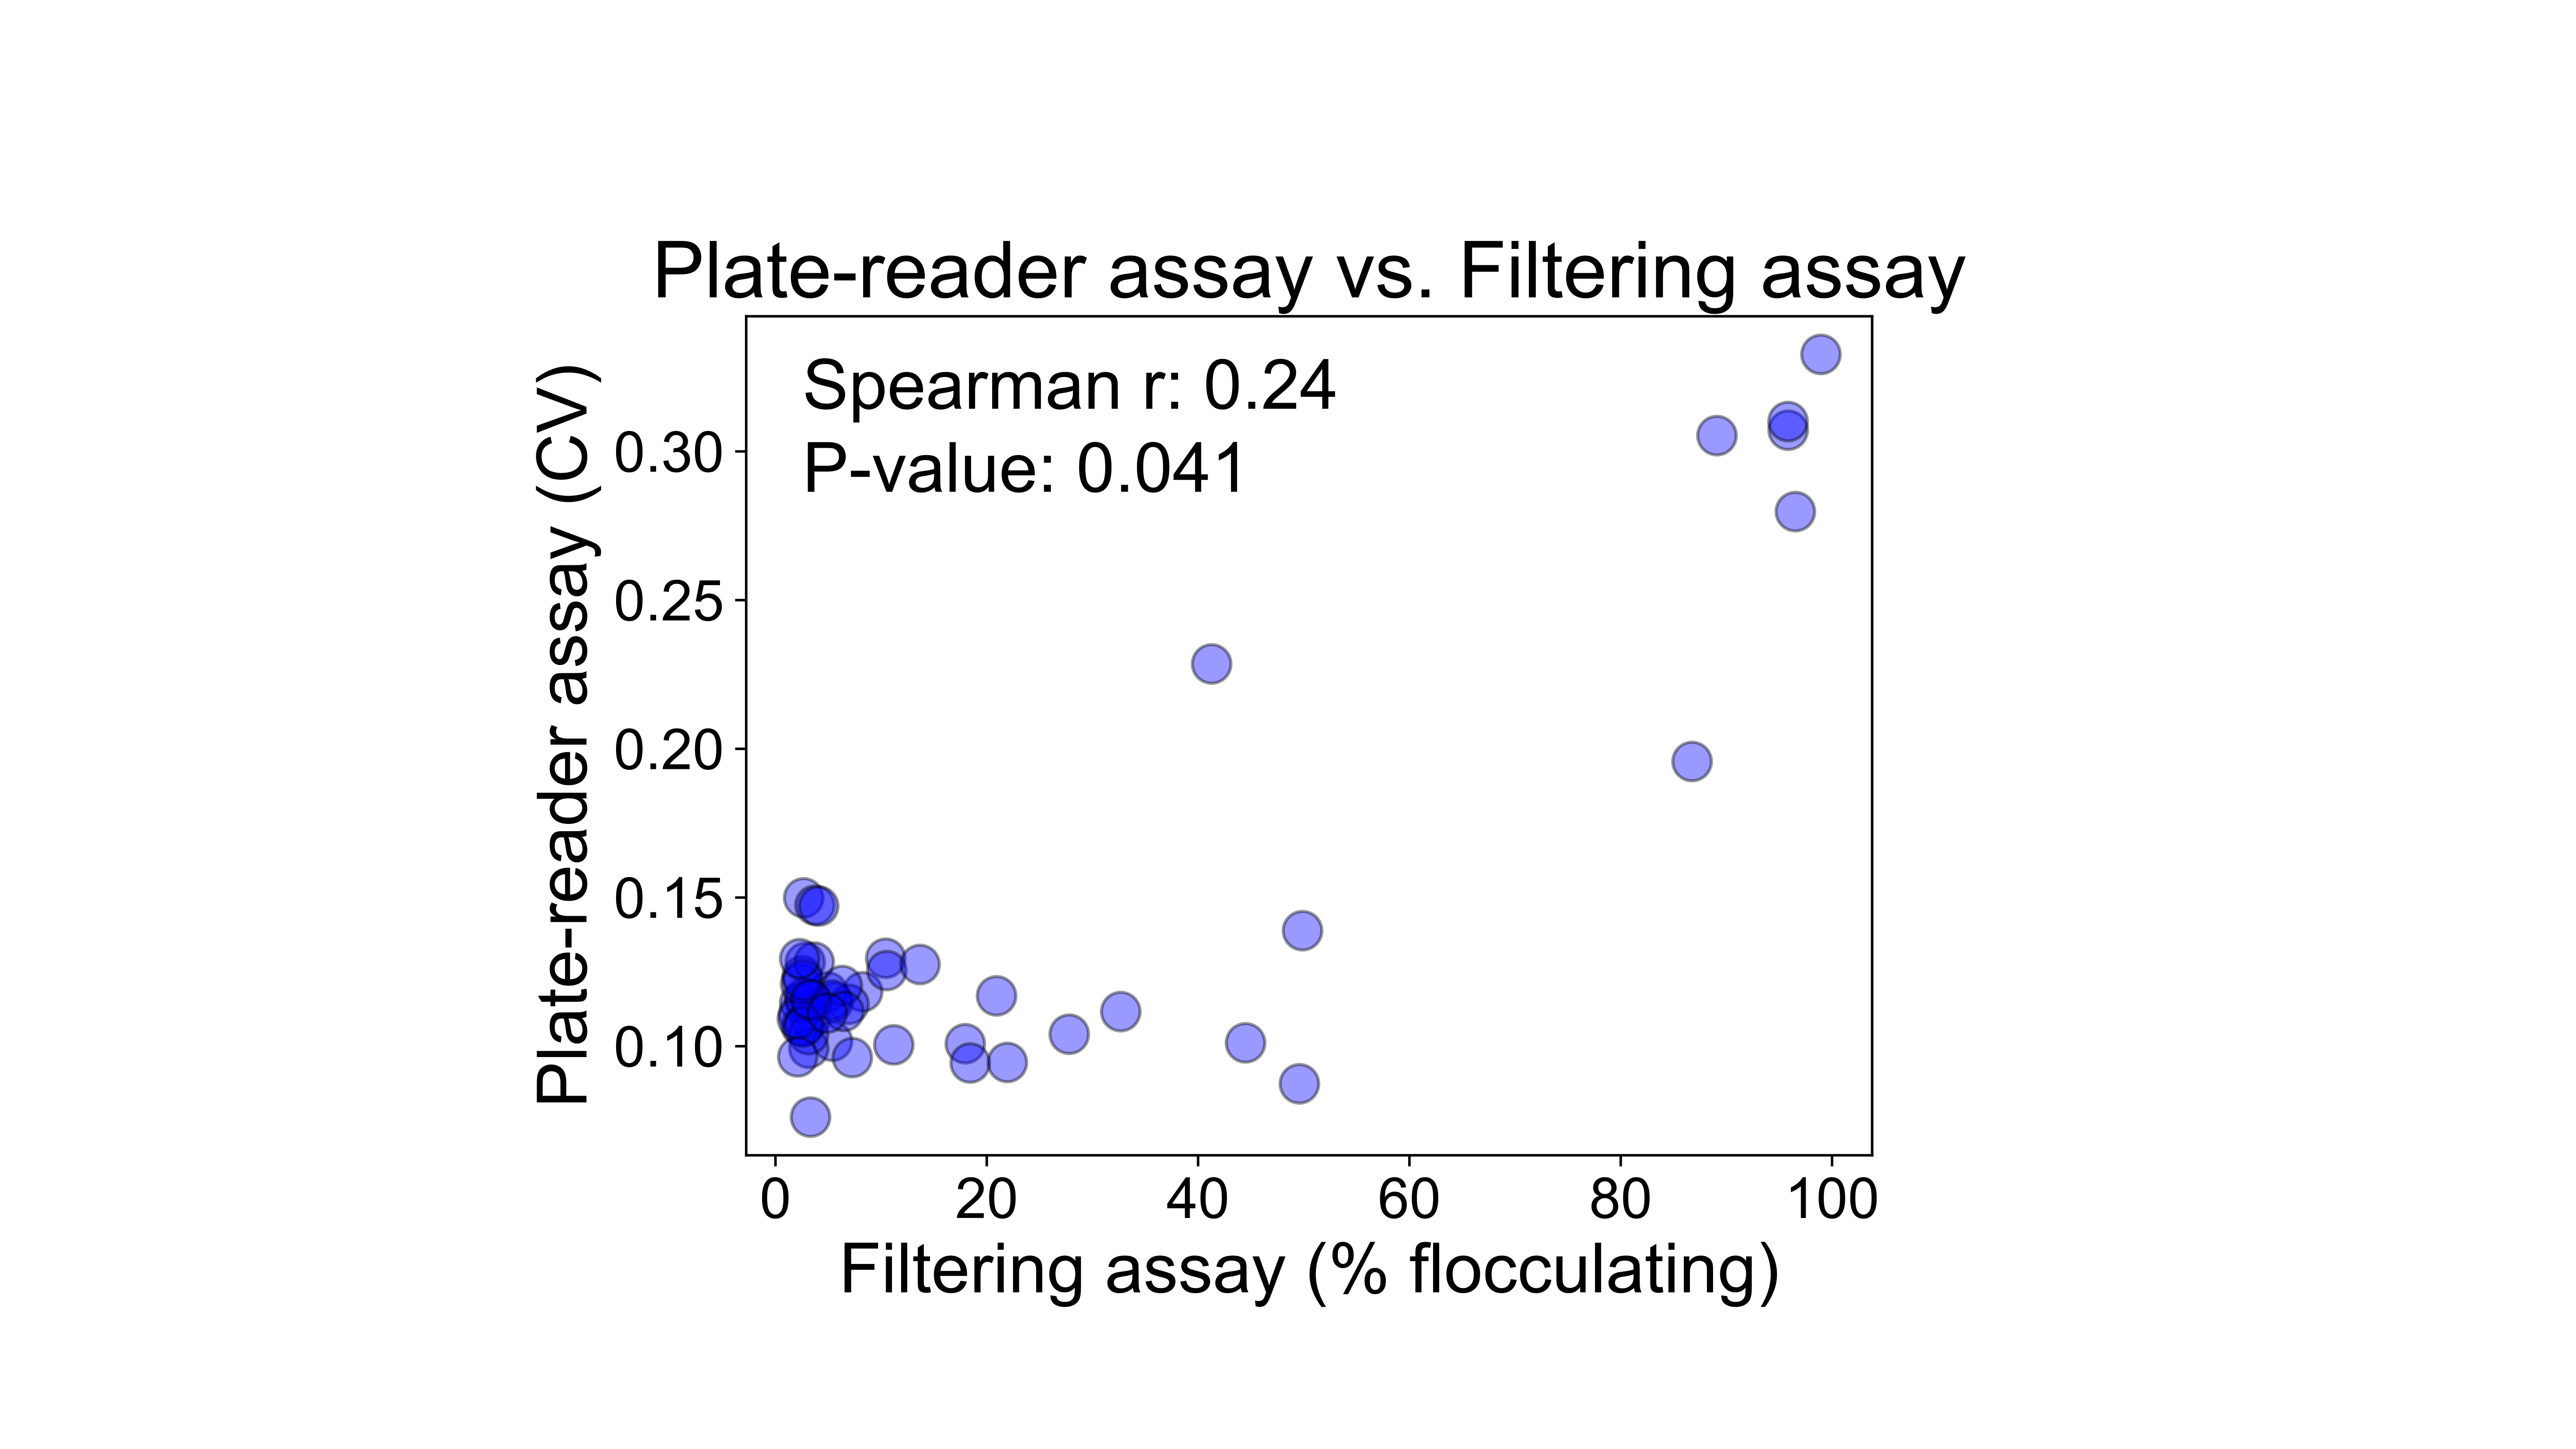 Plate-reader assay vs. Filtering assay
Spearman r: 0.24
P-value: 0.041
Plate-reader assay (CV)
0.30
0.25
0.20
0.15
0.10
0 20 40 60 80 100
Filtering assay (% flocculating)